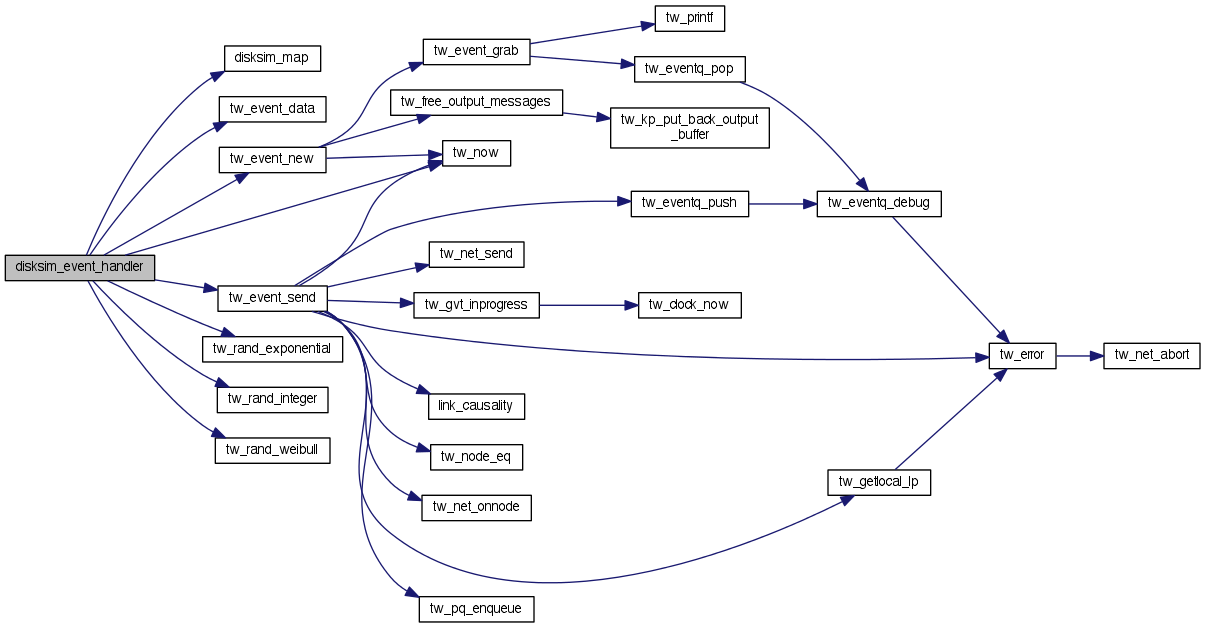 disksim_event_handler
disksim_map
tw_event_data
tw_event_new
tw_event_send
tw_rand_exponential
tw_rand_integer
tw_rand_weibull
tw_event_grab
tw_free_output_messages
tw_now
tw_net_send
tw_gvt_inprogress
link_causality
tw_node_eq
tw_net_onnode
tw_pq_enqueue
tw_printf
tw_eventq_pop
tw_kp_put_back_output
_buffer
tw_eventq_push
tw_clock_now
tw_eventq_debug
tw_getlocal_lp
tw_error
tw_net_abort